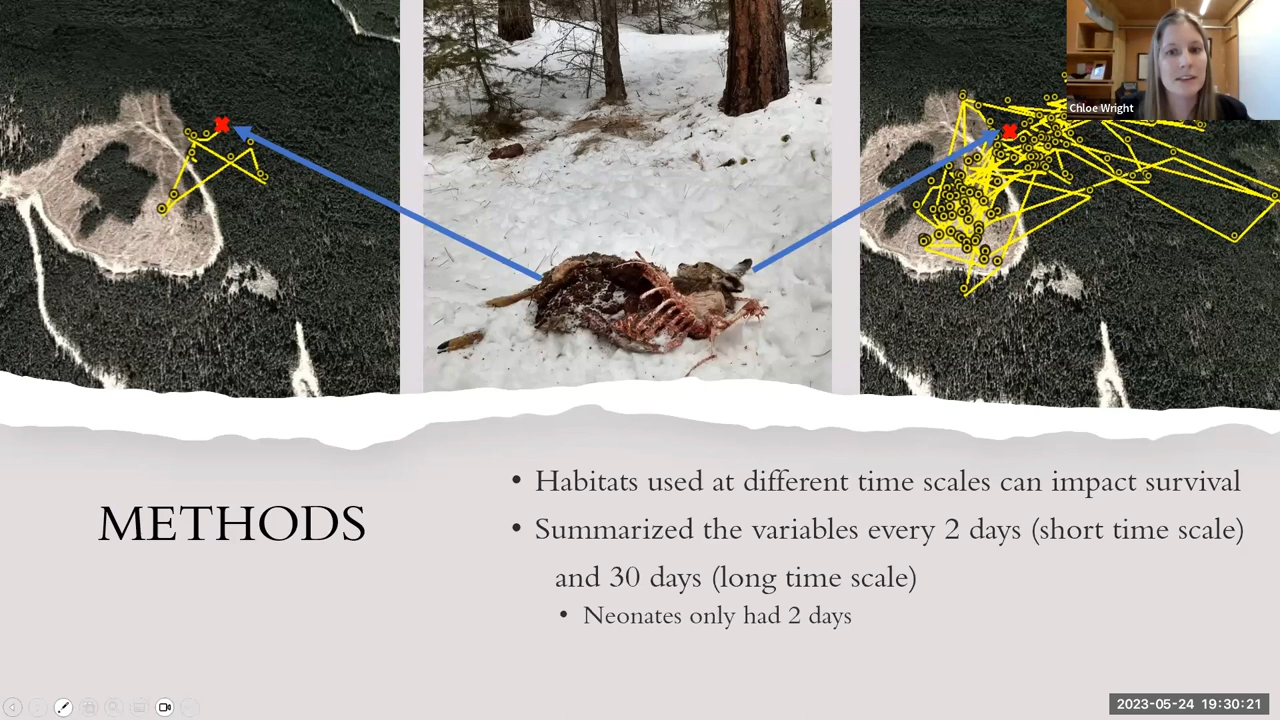 Chloe Wright
METHODS
• Habitats used at different time scales can impact survival
• Summarized the variables every 2 days (short time scale)
and 30 days (long time scale)
• Neonates only had 2 days
2023-05-24 19:30:21